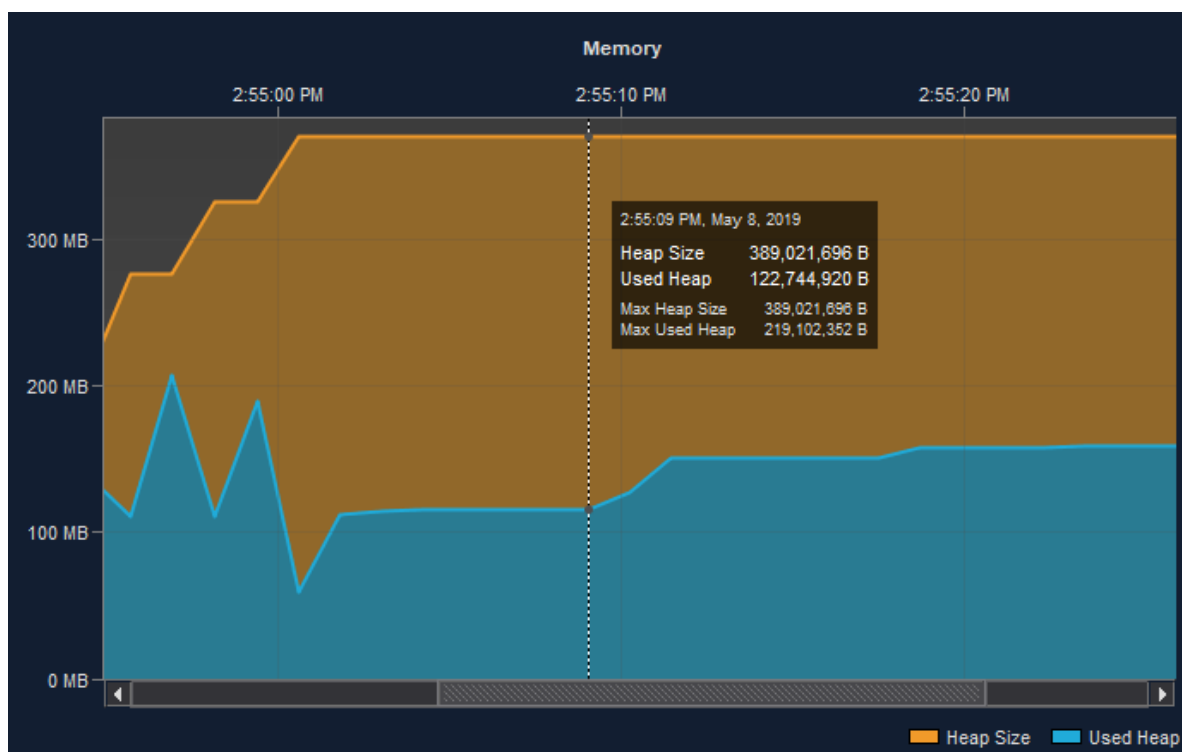 Memory
2:55:00 PM 2:55:10 PM 2:55:20 PM
300 MB
200 MB
100 MB
0 MB
2:55:09 PM, May 8, 2019
Heap Size 389,021,696 B
Used Heap 122,744,920 B
Max Heap Size 389,021,696 B
Max Used Heap 219,102,352 B
Heap Size Used Heap